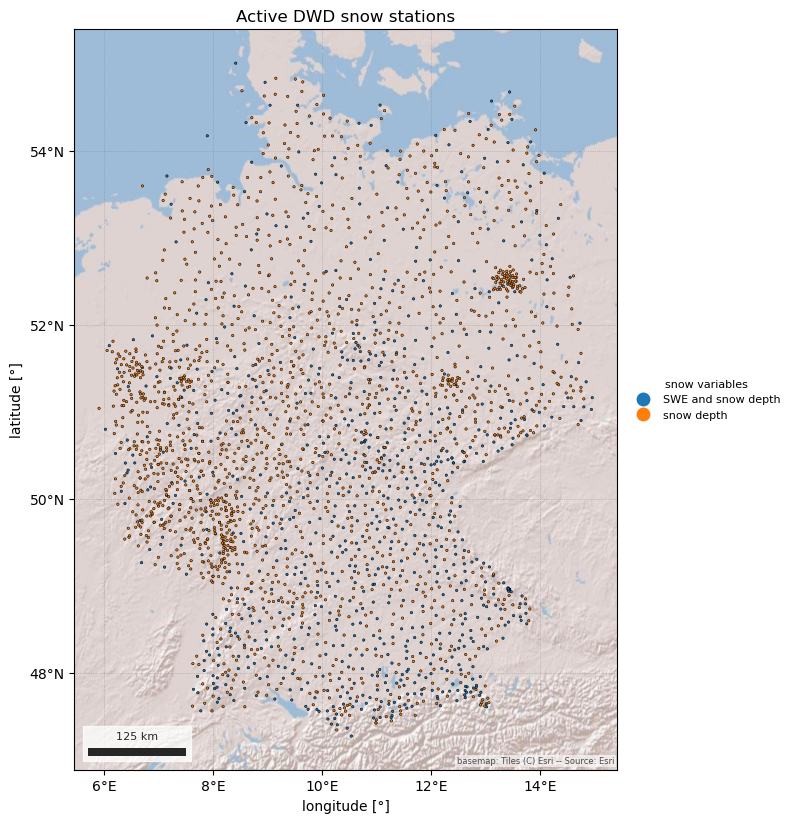 Active DWD snow stations
54°N
52°N
50°N
48°N
latitude [°]
snow variables
SWE and snow depth
snow depth
125 km
basemap: Tiles (C) Esri -- Source: Esri
6°E
8°E
10°E
12°E
14°E
longitude [°]